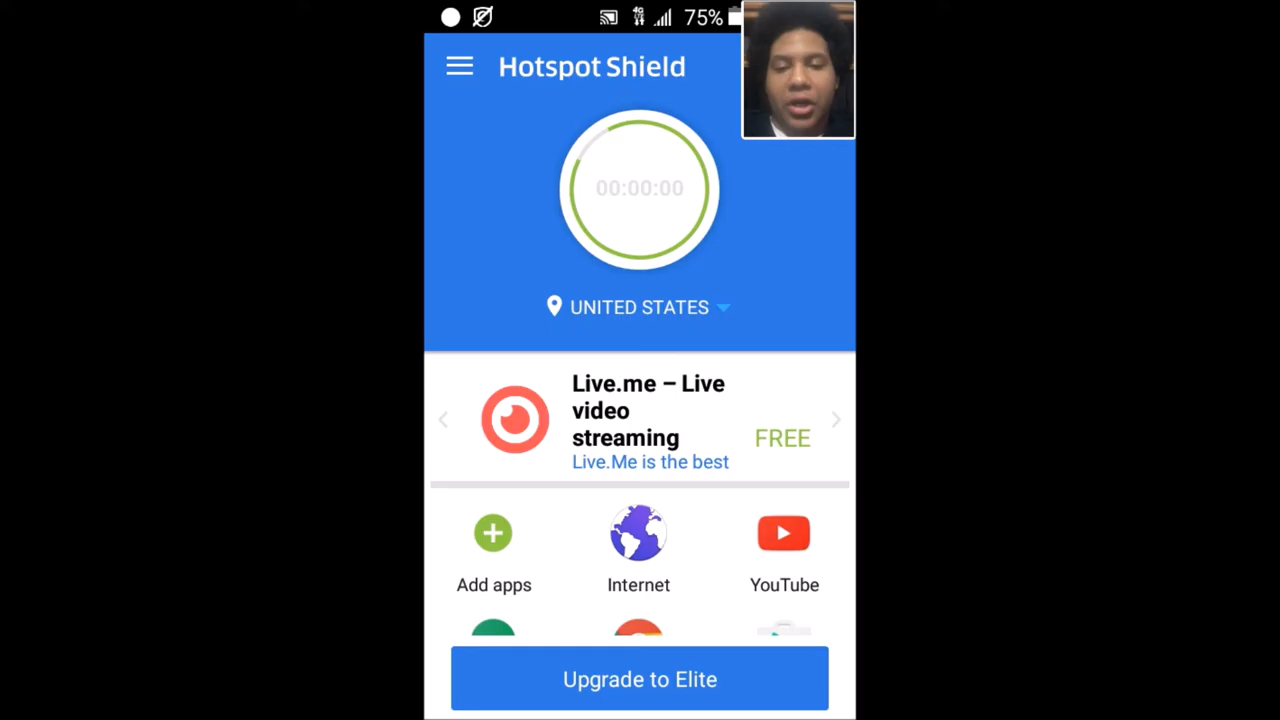 4G 75%
Hotspot Shield
00:00:00
UNITED STATES
Live.me – Live
video
streaming
FREE
Live.Me is the best
Add apps
Internet
YouTube
Upgrade to Elite